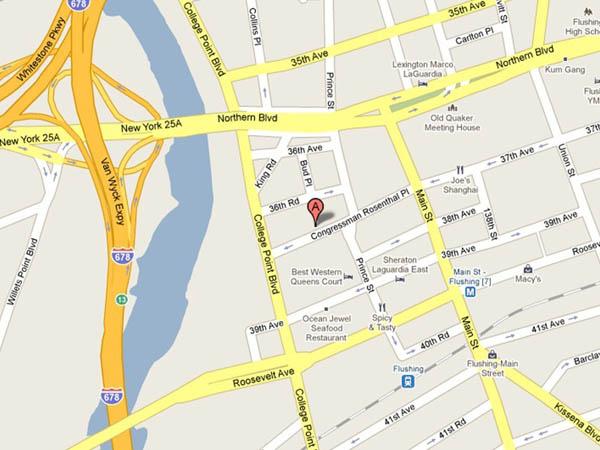 678
Whitestone Pkwy
College Point Blvd
Collins Pl
35th Ave
35th Ave
Carlton Pl
Prince St
Flushing
High School
Northern Blvd
Lexington Marco
LaGuardia
Kum Gang
Old Quaker
Meeting House
New York 25A
New York 25A
Northern Blvd
36th Ave
King Rd
Bud Pl
37th Ave
37th
Union St
Joe's
Shanghai
Van Wyck Expy
36th Rd
A
Congressman Rosenthal Pl
Main St
38th Ave
138th St
39th Ave
39th Ave
Roosevelt
College Point Blvd
Willets Point Blvd
678
13
Prince St
Sheraton
Laguardia East
Best Western
Queens Court
Main St -
Flushing [7]
Macy's
Ocean Jewel
Seafood
Restaurant
Spicy
& Tasty
39th Ave
40th Rd
Main St
41st Ave
Flushing-Main
Street
Barclay
Flushing
Roosevelt Ave
678
College Point
41st Ave
41st Rd
Kissena Blvd